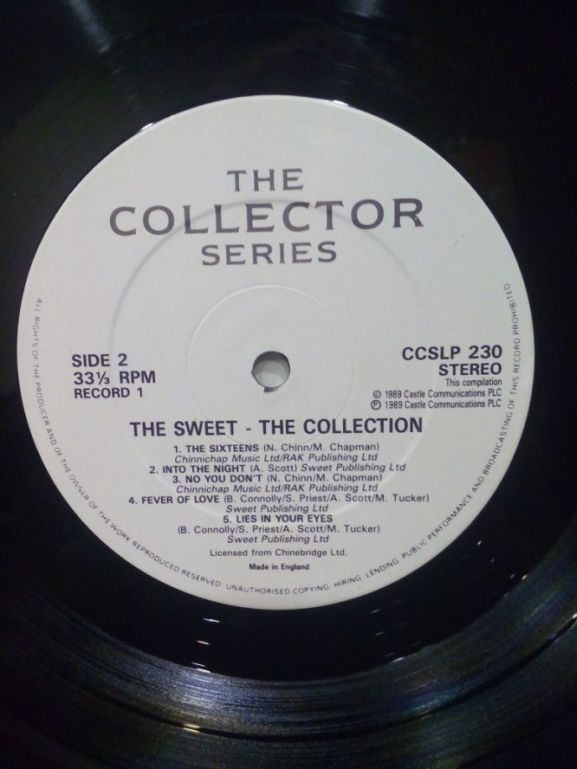 THE
COLLECTOR
SERIES
SIDE 2
33⅓ RPM
RECORD 1
CCSLP 230
STEREO
This compilation
© 1989 Castle Communications PLC
℗ 1989 Castle Communications PLC
THE SWEET - THE COLLECTION
1. THE SIXTEENS (N. Chinn/M. Chapman)
Chinnichap Music Ltd/RAK Publishing Ltd
2. INTO THE NIGHT (A. Scott) Sweet Publishing Ltd
3. NO YOU DON'T (N. Chinn/M. Chapman)
Chinnichap Music Ltd/RAK Publishing Ltd
4. FEVER OF LOVE (B. Connolly/S. Priest/A. Scott/M. Tucker)
Sweet Publishing Ltd
5. LIES IN YOUR EYES
(B. Connolly/S. Priest/A. Scott/M. Tucker)
Sweet Publishing Ltd
Licensed from Chinebridge Ltd.
Made in England
ALL RIGHTS OF THE PRODUCER AND OF THE OWNER OF THE WORK REPRODUCED RESERVED UNAUTHORISED COPYING, HIRING, LENDING, PUBLIC PERFORMANCE AND BROADCASTING OF THIS RECORD PROHIBITED